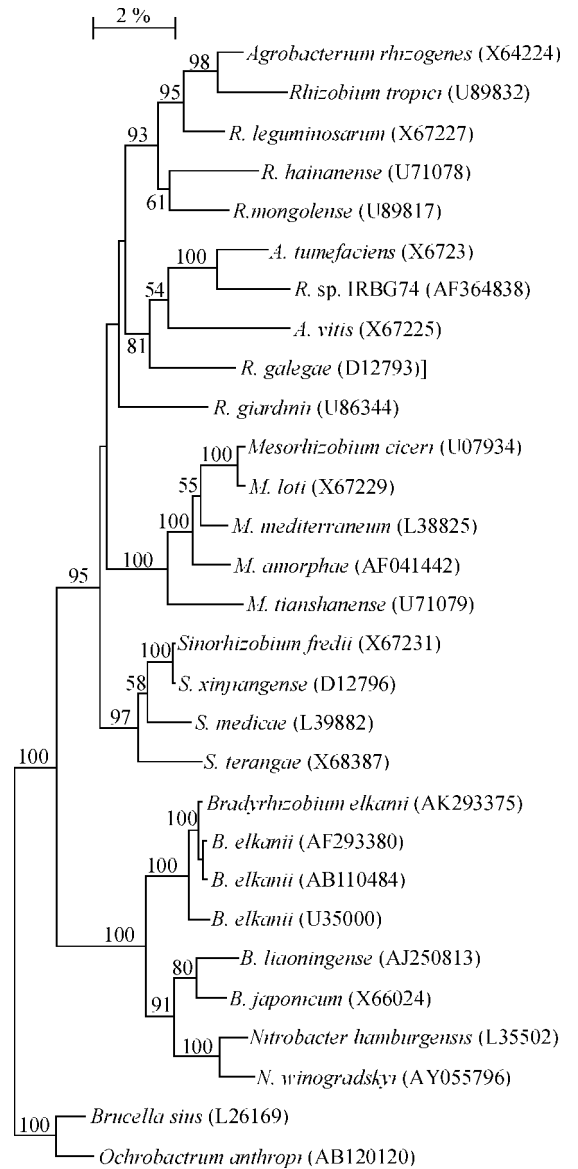 2 %
98
Agrobacterium rhizogenes (X64224)
95
Rhizobium tropici (U89832)
93
R. leguminosarum (X67227)
R. hainanense (U71078)
61
R.mongolense (U89817)
A. tumefaciens (X6723)
100
R. sp. IRBG74 (AF364838)
54
A. vitis (X67225)
81
R. galegae (D12793)]
R. giardinii (U86344)
Mesorhizobium ciceri (U07934)
100
M. loti (X67229)
55
M. mediterraneum (L38825)
100
M. amorphae (AF041442)
100
M. tianshanense (U71079)
95
Sinorhizobium fredii (X67231)
100
S. xinjiangense (D12796)
58
S. medicae (L39882)
97
S. terangae (X68387)
100
Bradyrhizobium elkanii (AK293375)
100
B. elkanii (AF293380)
B. elkanii (AB110484)
100
B. elkanii (U35000)
100
B. liaoningense (AJ250813)
80
B. japonicum (X66024)
91
Nitrobacter hamburgensis (L35502)
100
N. winogradskyi (AY055796)
Brucella sius (L26169)
100
Ochrobactrum anthropi (AB120120)